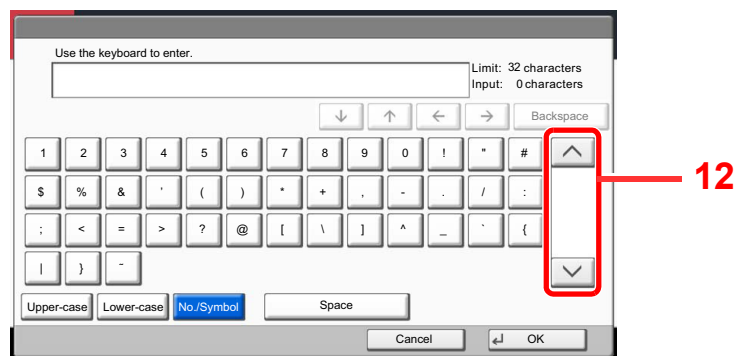 Use the keyboard to enter.
Limit: 32 characters
Input: 0 characters
Backspace
1 2 3 4 5 6 7 8 9 0 ! " #
$ % & ' ( ) * + , - . / :
; < = > ? @ [ \ ] ^ _ ` {
| } ~
12
Upper-case Lower-case No./Symbol Space
Cancel OK